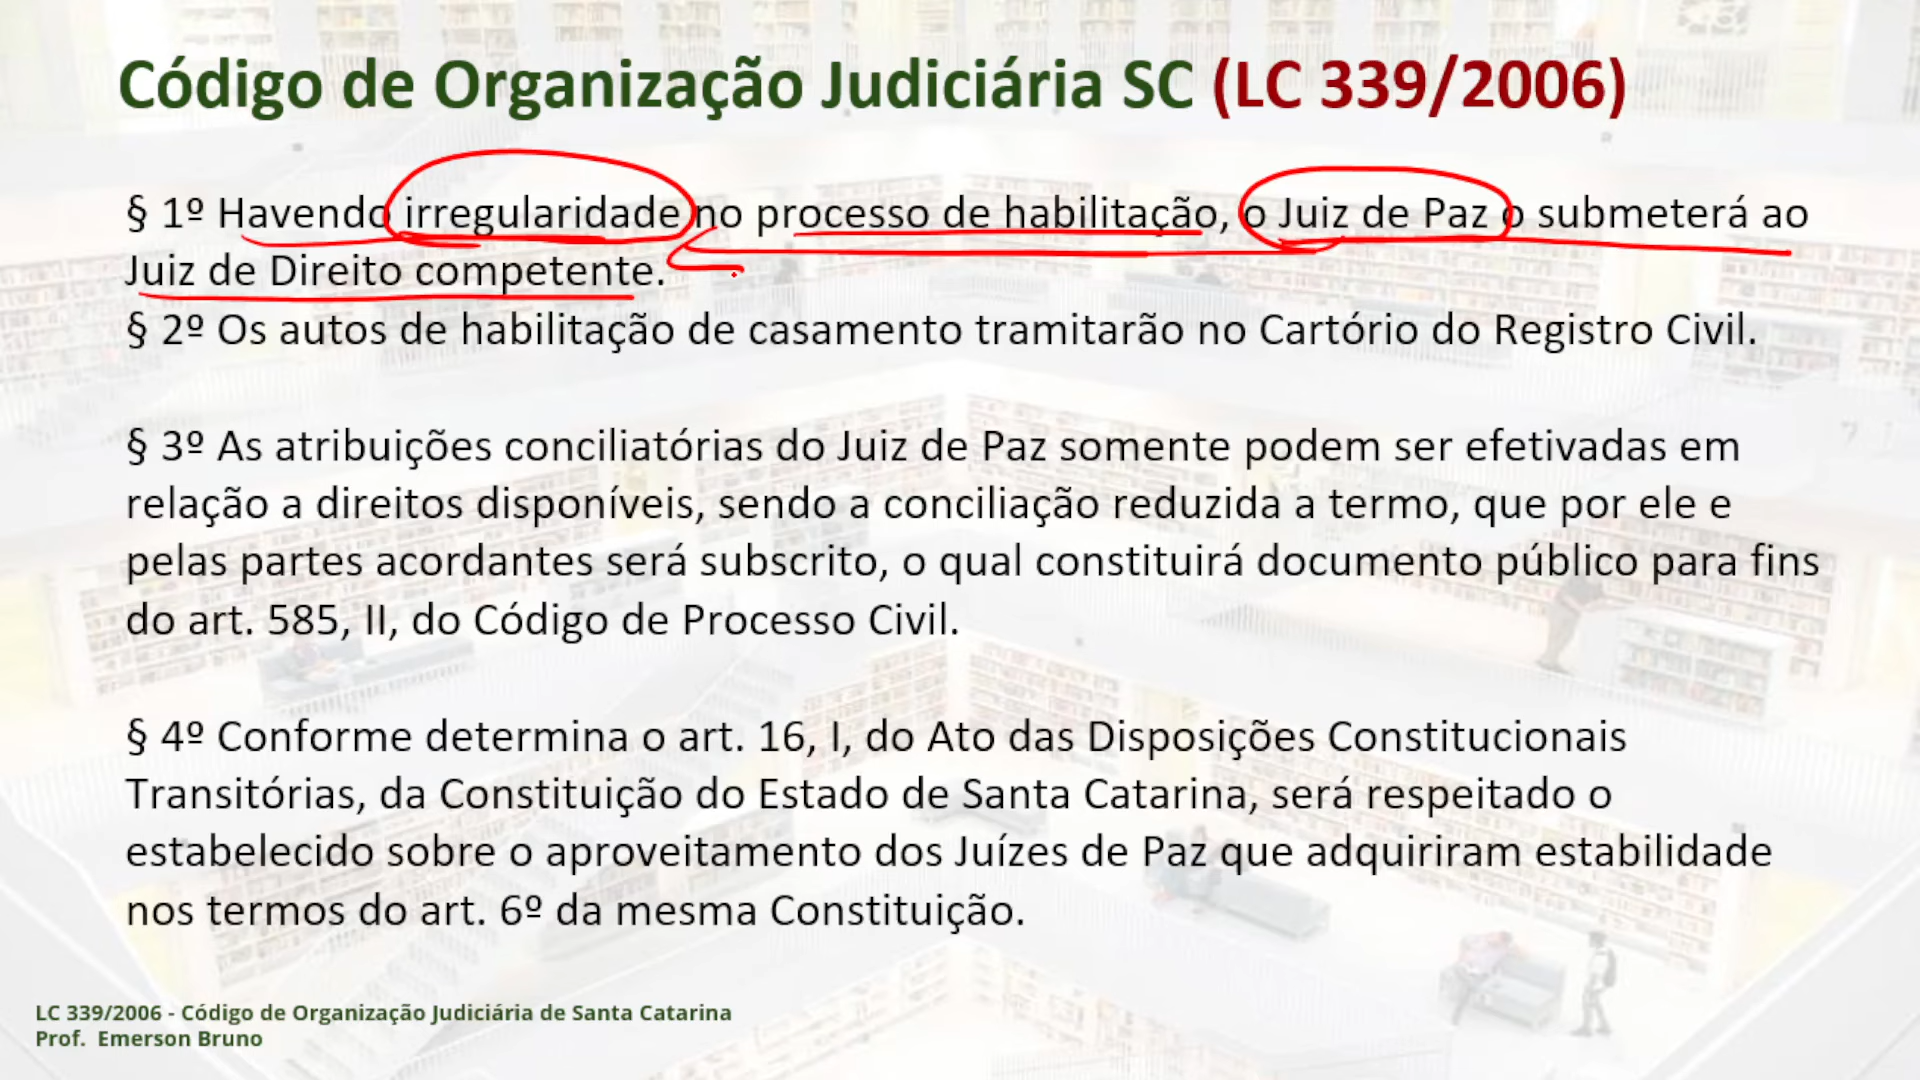 Código de Organização Judiciária SC (LC 339/2006)
§ 1º Havendo irregularidade no processo de habilitação, o Juiz de Paz o submeterá ao
Juiz de Direito competente.
§ 2º Os autos de habilitação de casamento tramitarão no Cartório do Registro Civil.
§ 3º As atribuições conciliatórias do Juiz de Paz somente podem ser efetivadas em
relação a direitos disponíveis, sendo a conciliação reduzida a termo, que por ele e
pelas partes acordantes será subscrito, o qual constituirá documento público para fins
do art. 585, II, do Código de Processo Civil.
§ 4º Conforme determina o art. 16, I, do Ato das Disposições Constitucionais
Transitórias, da Constituição do Estado de Santa Catarina, será respeitado o
estabelecido sobre o aproveitamento dos Juízes de Paz que adquiriram estabilidade
nos termos do art. 6º da mesma Constituição.
LC 339/2006 - Código de Organização Judiciária de Santa Catarina
Prof. Emerson Bruno